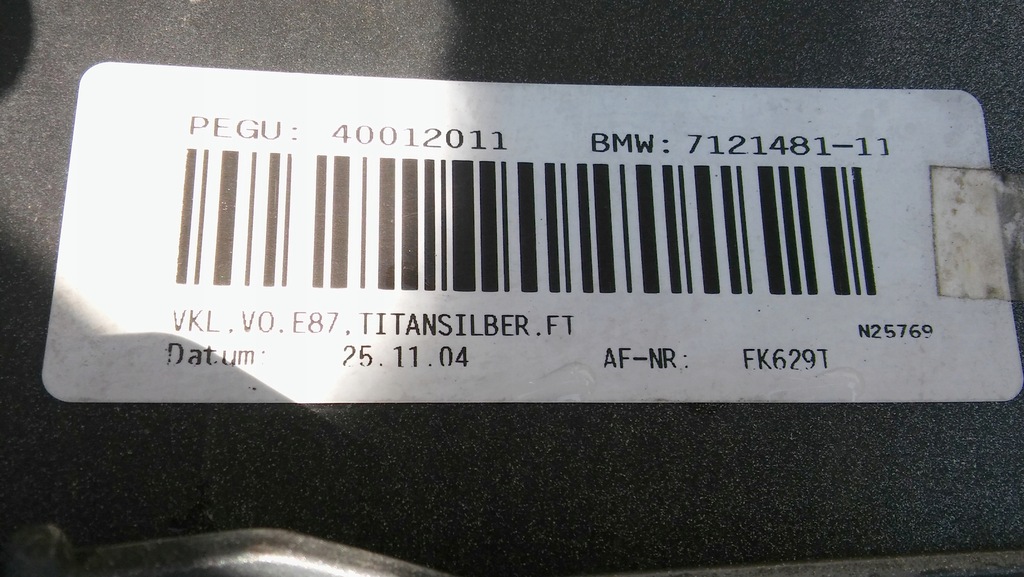 PEGU: 40012011 BMW: 7121481-11
VKL.VO.E87.TITANSILBER.FT
N25769
Datum: 25.11.04 AF-NR: FK629T